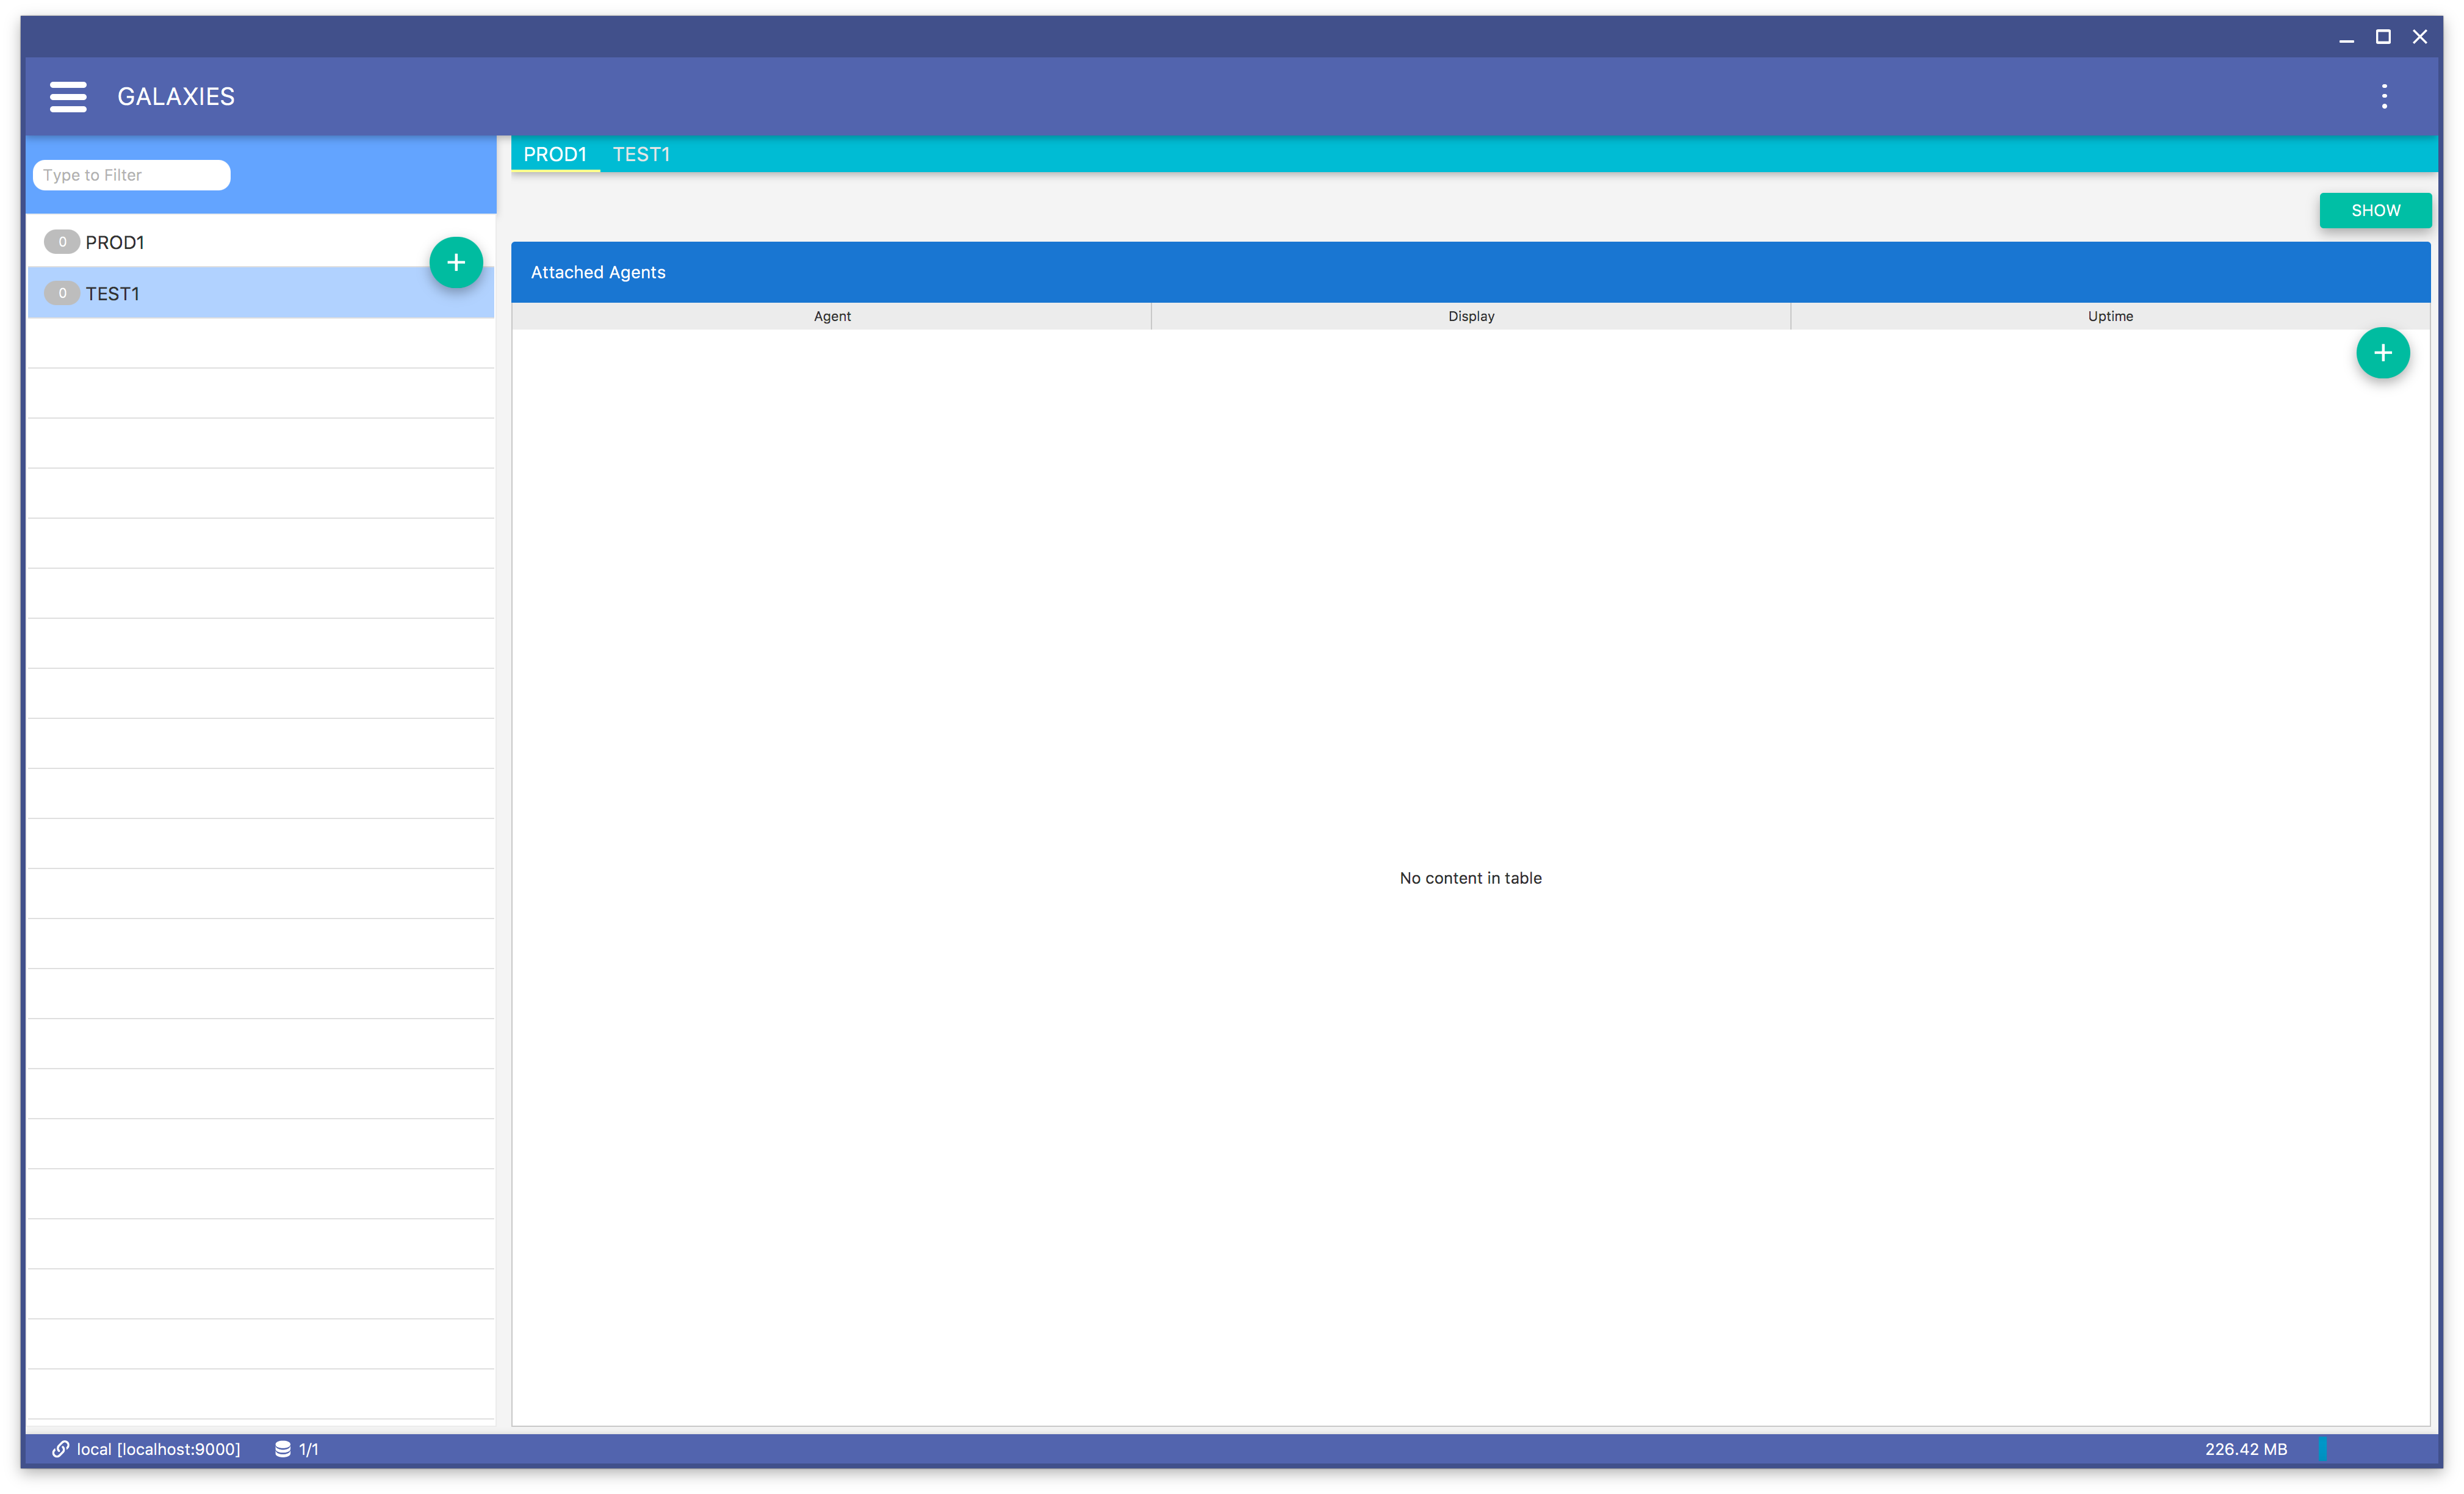 GALAXIES
Type to Filter
0 PROD1
0 TEST1
PROD1 TEST1
SHOW
Attached Agents
Agent Display Uptime
No content in table
local [localhost:9000] 1/1 226.42 MB